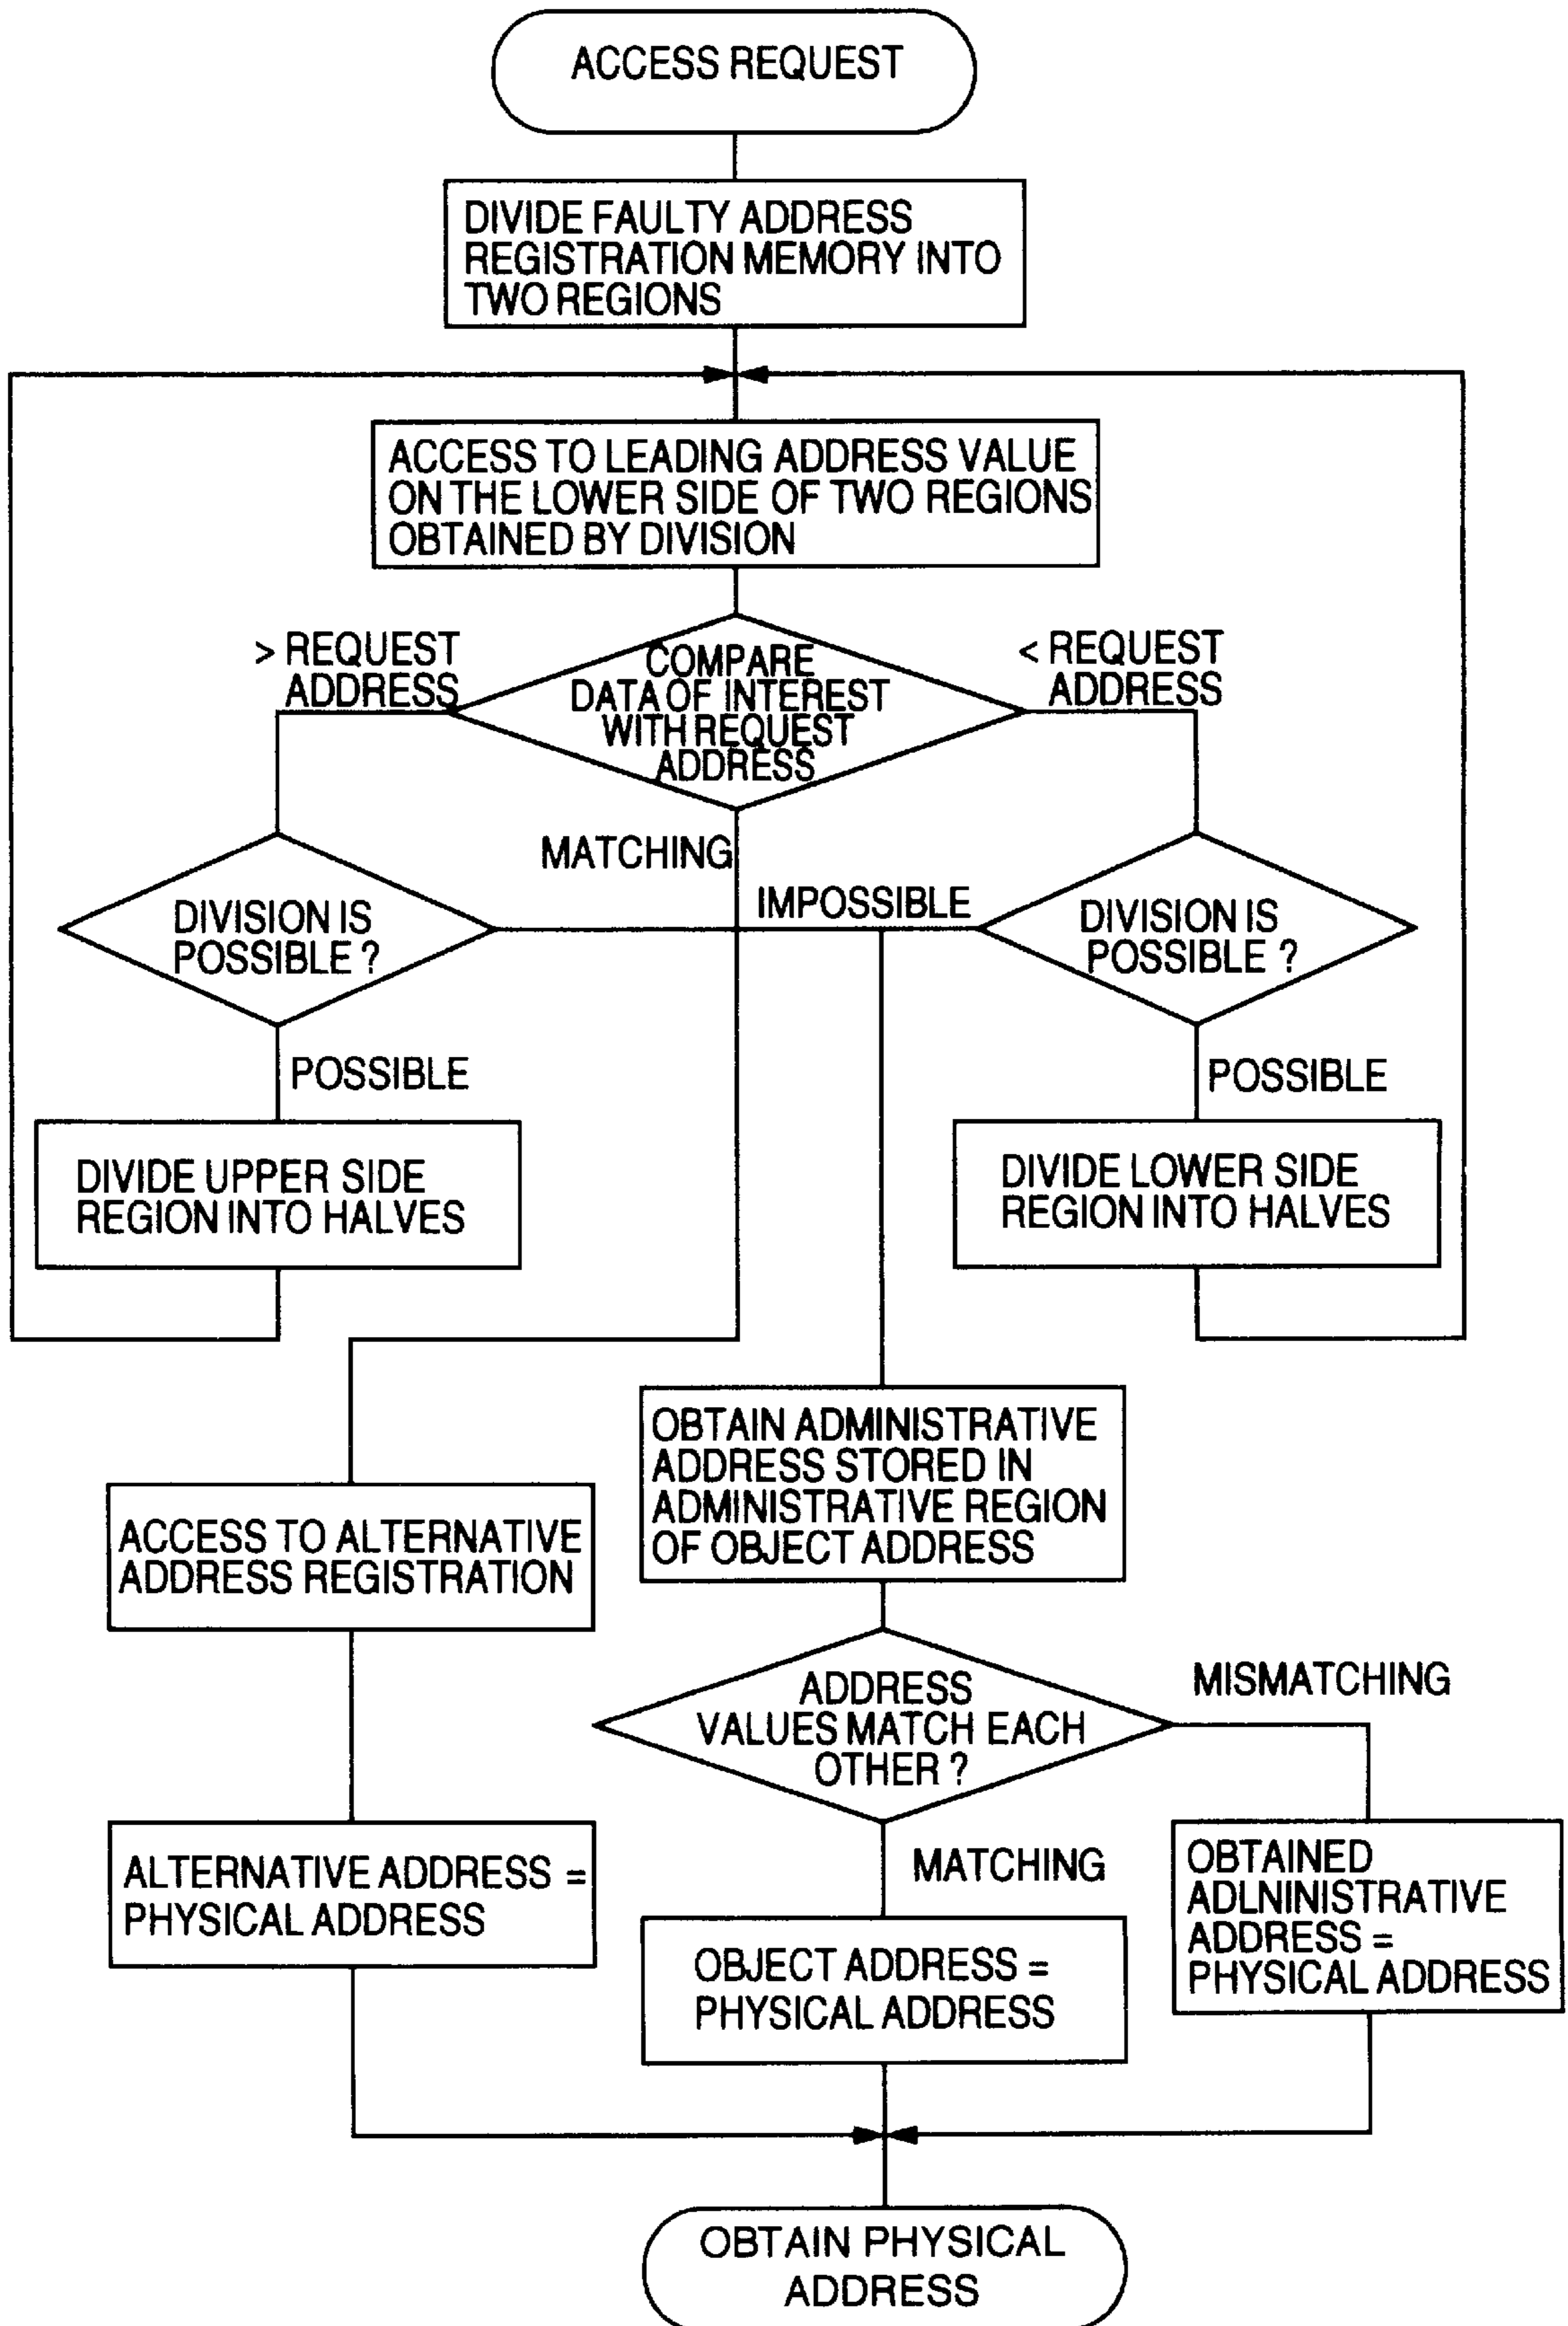 ACCESS REQUEST
DIVIDE FAULTY ADDRESS
REGISTRATION MEMORY INTO
TWO REGIONS
ACCESS TO LEADING ADDRESS VALUE
ON THE LOWER SIDE OF TWO REGIONS
OBTAINED BY DIVISION
> REQUEST
ADDRESS
COMPARE
DATA OF INTEREST
WITH REQUEST
ADDRESS
< REQUEST
ADDRESS
MATCHING
IMPOSSIBLE
DIVISION IS
POSSIBLE ?
DIVISION IS
POSSIBLE ?
POSSIBLE
POSSIBLE
DIVIDE UPPER SIDE
REGION INTO HALVES
DIVIDE LOWER SIDE
REGION INTO HALVES
OBTAIN ADMINISTRATIVE
ADDRESS STORED IN
ADMINISTRATIVE REGION
OF OBJECT ADDRESS
ACCESS TO ALTERNATIVE
ADDRESS REGISTRATION
ADDRESS
VALUES MATCH EACH
OTHER ?
MISMATCHING
MATCHING
ALTERNATIVE ADDRESS =
PHYSICAL ADDRESS
OBTAINED
ADLNINISTRATIVE
ADDRESS =
PHYSICAL ADDRESS
OBJECT ADDRESS =
PHYSICAL ADDRESS
OBTAIN PHYSICAL
ADDRESS